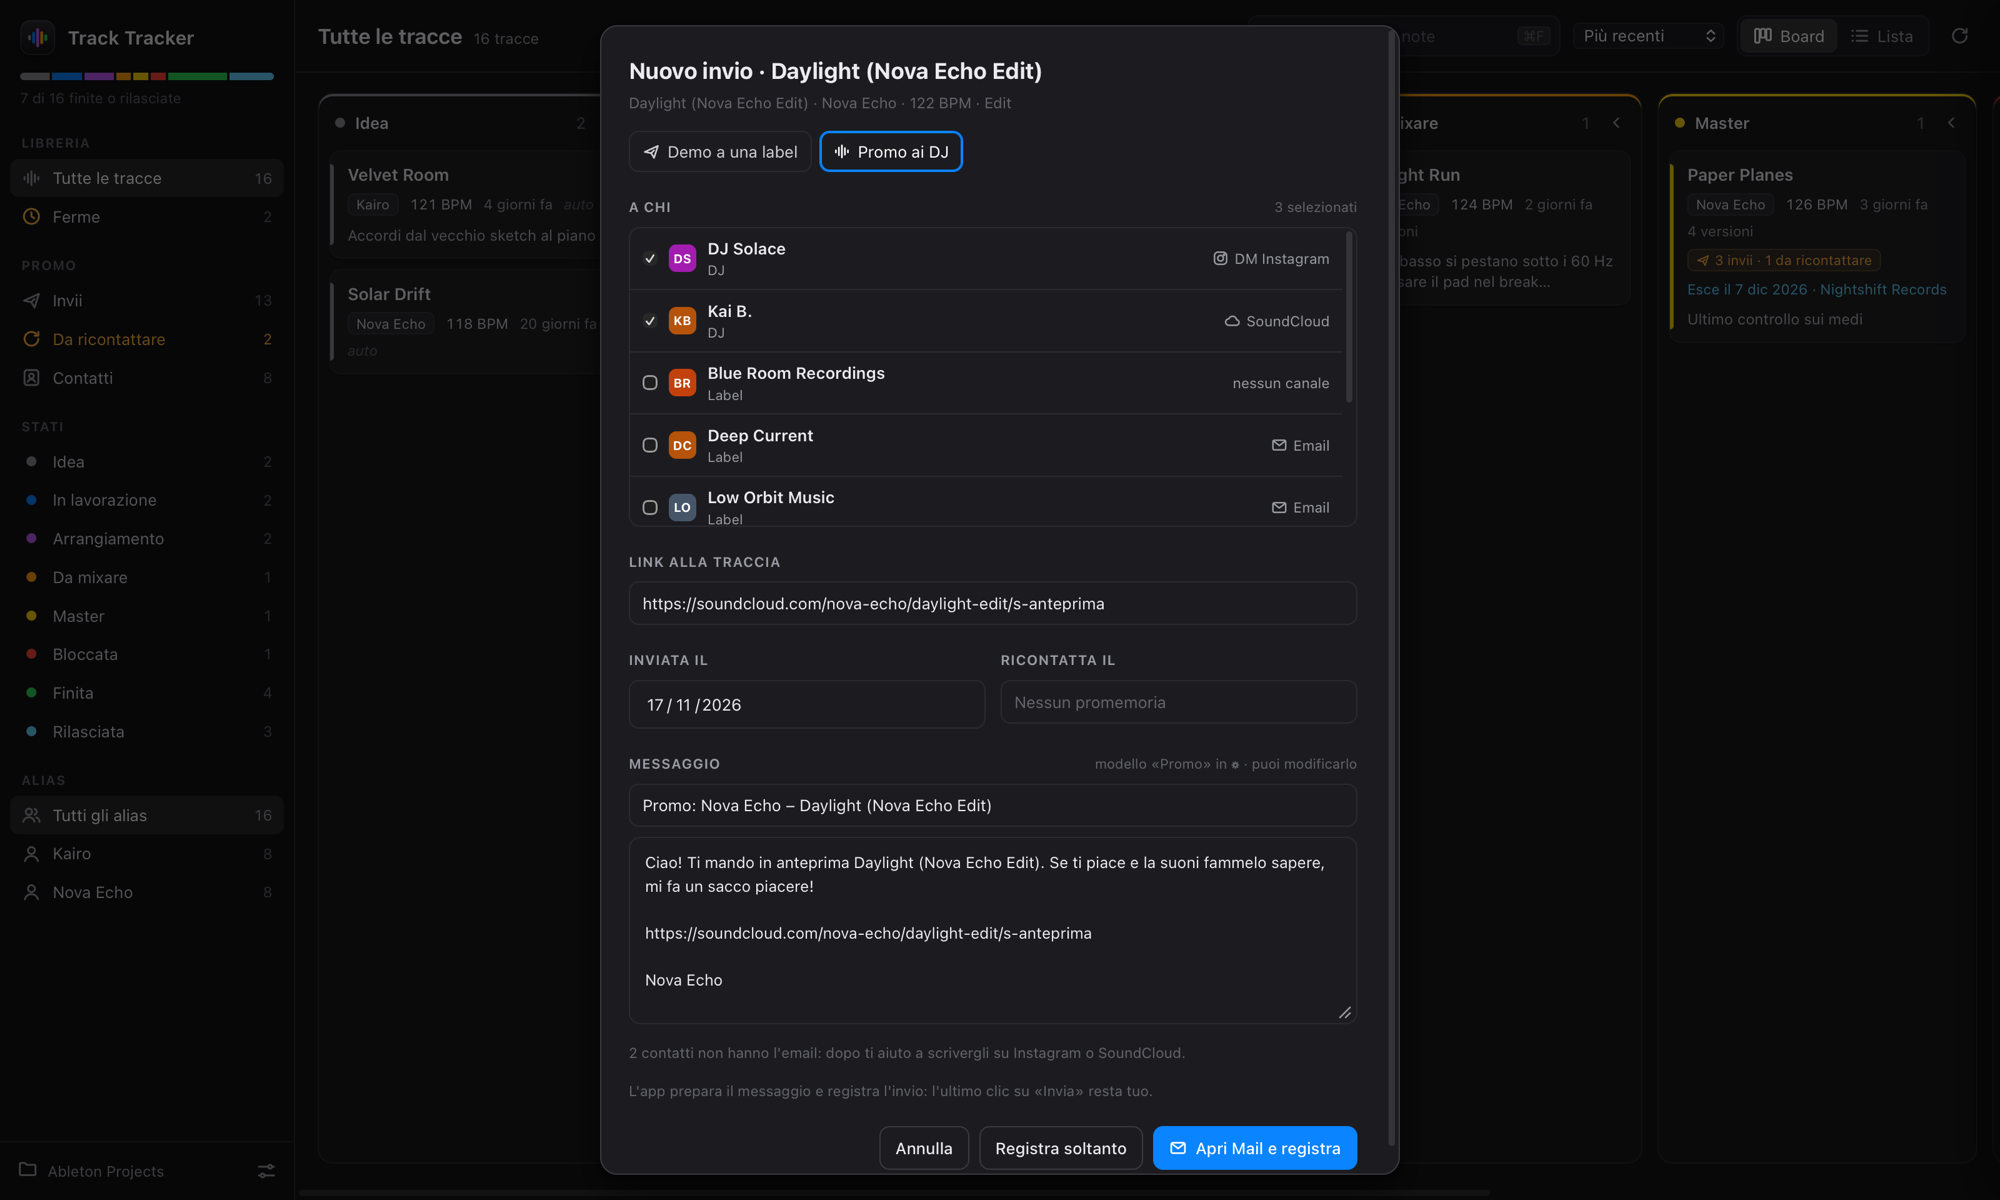 Track Tracker
7 di 16 finite o rilasciate
LIBRERIA
Tutte le tracce 16
Ferme 2
PROMO
Invii 13
Da ricontattare 2
Contatti 8
STATI
Idea 2
In lavorazione 2
Arrangiamento 2
Da mixare 1
Master 1
Bloccata 1
Finita 4
Rilasciata 3
ALIAS
Tutti gli alias 16
Kairo 8
Nova Echo 8
Ableton Projects
Tutte le tracce 16 tracce
note ⌘F
Più recenti
Board
Lista
Idea 2
Velvet Room
Kairo 121 BPM 4 giorni fa auto
Accordi dal vecchio sketch al piano
Solar Drift
Nova Echo 118 BPM 20 giorni fa
auto
Nuovo invio · Daylight (Nova Echo Edit)
Daylight (Nova Echo Edit) · Nova Echo · 122 BPM · Edit
Demo a una label
Promo ai DJ
A CHI 3 selezionati
DS DJ Solace
DJ
DM Instagram
KB Kai B.
DJ
SoundCloud
BR Blue Room Recordings
Label
nessun canale
DC Deep Current
Label
Email
LO Low Orbit Music
Label
Email
LINK ALLA TRACCIA
https://soundcloud.com/nova-echo/daylight-edit/s-anteprima
INVIATA IL
17/11/2026
RICONTATTA IL
Nessun promemoria
MESSAGGIO modello «Promo» in ⚙ · puoi modificarlo
Promo: Nova Echo – Daylight (Nova Echo Edit)
Ciao! Ti mando in anteprima Daylight (Nova Echo Edit). Se ti piace e la suoni fammelo sapere,
mi fa un sacco piacere!
https://soundcloud.com/nova-echo/daylight-edit/s-anteprima
Nova Echo
2 contatti non hanno l'email: dopo ti aiuto a scrivergli su Instagram o SoundCloud.
L'app prepara il messaggio e registra l'invio: l'ultimo clic su «Invia» resta tuo.
Annulla
Registra soltanto
Apri Mail e registra
ixare 1
ght Run
Echo 124 BPM 2 giorni fa
oni
basso si pestano sotto i 60 Hz
sare il pad nel break...
Master 1
Paper Planes
Nova Echo 126 BPM 3 giorni fa
4 versioni
3 invii · 1 da ricontattare
Esce il 7 dic 2026 · Nightshift Records
Ultimo controllo sui medi